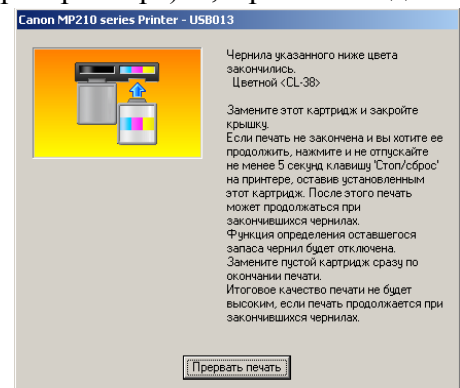 Canon MP210 series Printer - USB013
Чернила указанного ниже цвета
закончились.
Цветной <CL-38>
Замените этот картридж и закройте
крышку.
Если печать не закончена и вы хотите ее
продолжить, нажмите и не отпускайте
не менее 5 секунд клавишу 'Стоп/сброс'
на принтере, оставив установленным
этот картридж. После этого печать
может продолжаться при
закончившихся чернилах.
Функция определения оставшегося
запаса чернил будет отключена.
Замените пустой картридж сразу по
окончании печати.
Итоговое качество печати не будет
высоким, если печать продолжается при
закончившихся чернилах.
Прервать печать